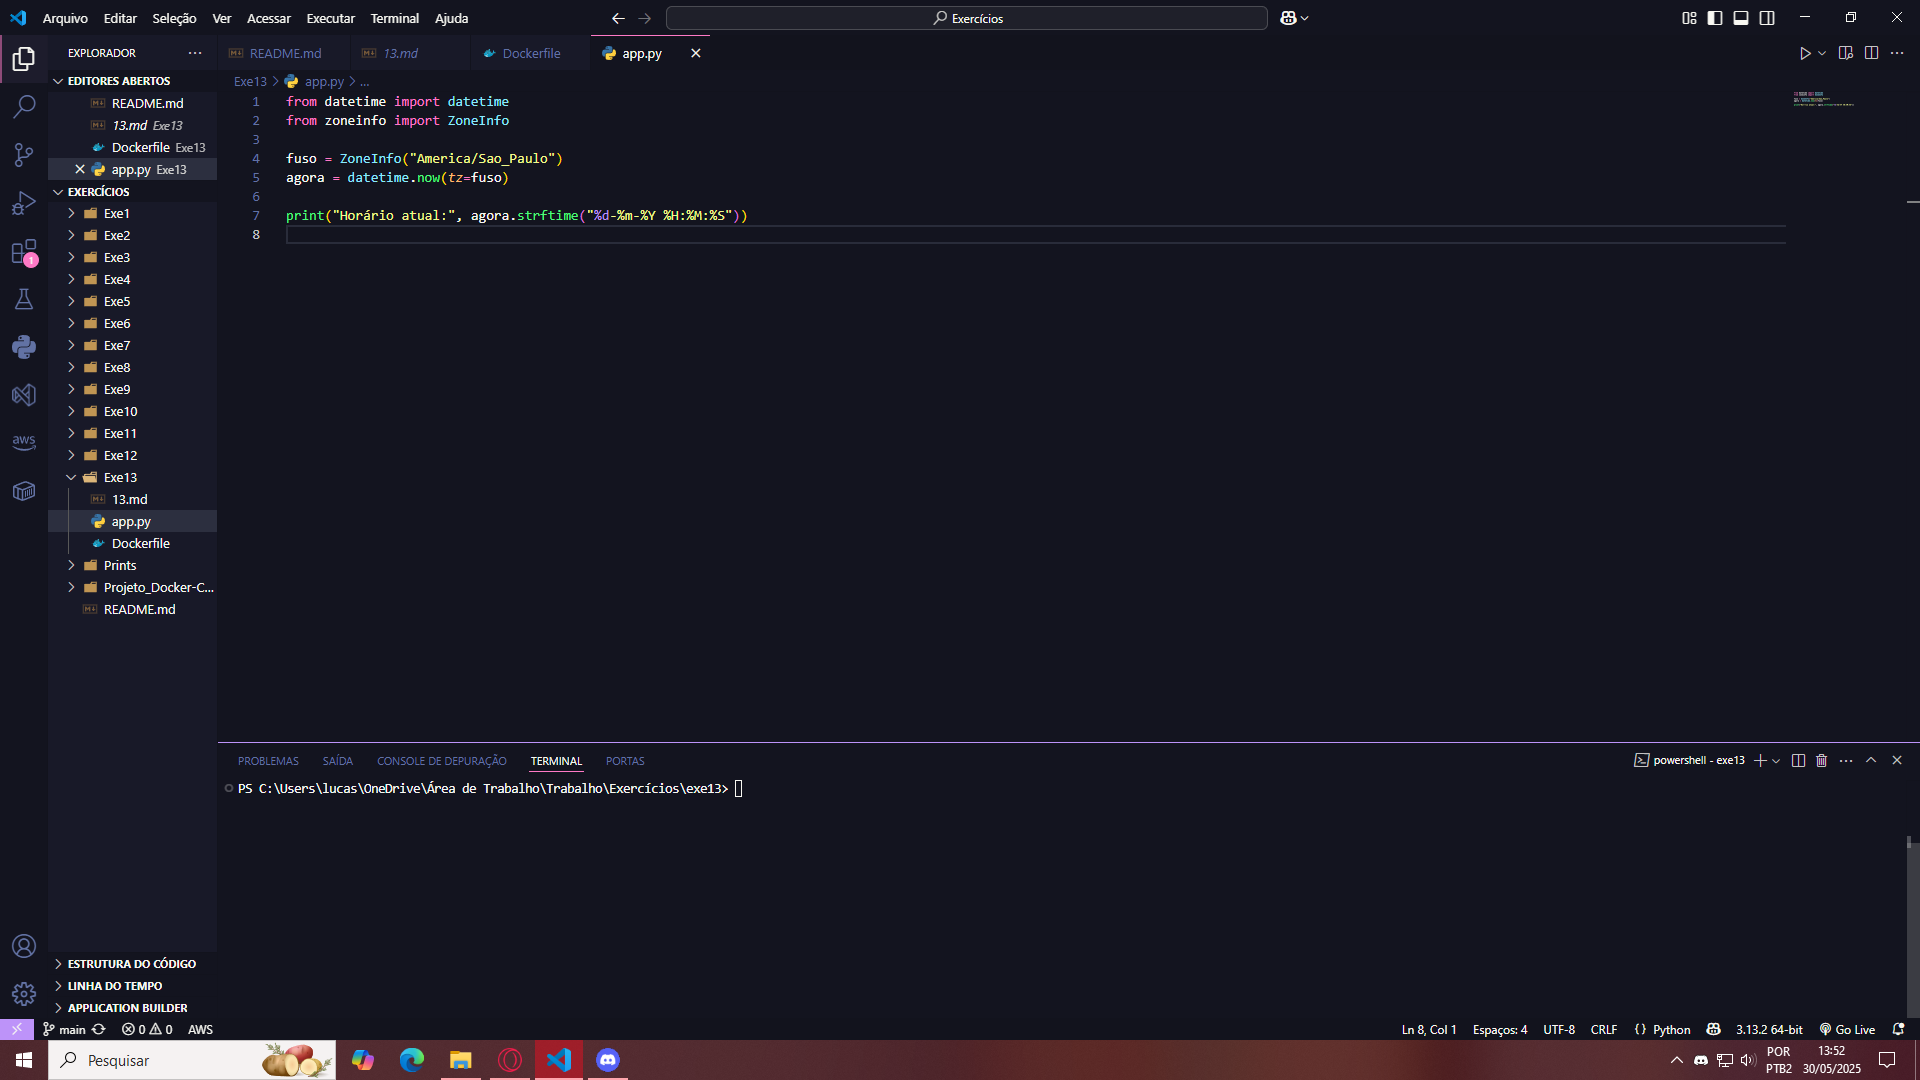 Arquivo Editar Seleção Ver Acessar Executar Terminal Ajuda
Exercícios
EXPLORADOR
README.md 13.md Dockerfile app.py
EDITORES ABERTOS
README.md
13.md Exe13
Dockerfile Exe13
app.py Exe13
EXERCÍCIOS
Exe1
Exe2
Exe3
Exe4
Exe5
Exe6
Exe7
Exe8
Exe9
Exe10
Exe11
Exe12
Exe13
13.md
app.py
Dockerfile
Prints
Projeto_Docker-C...
README.md
ESTRUTURA DO CÓDIGO
LINHA DO TEMPO
APPLICATION BUILDER
1
aws
Exe13 > app.py > ...
1 from datetime import datetime
2 from zoneinfo import ZoneInfo
3
4 fuso = ZoneInfo("America/Sao_Paulo")
5 agora = datetime.now(tz=fuso)
6
7 print("Horário atual:", agora.strftime("%d-%m-%Y %H:%M:%S"))
8
PROBLEMAS SAÍDA CONSOLE DE DEPURAÇÃO TERMINAL PORTAS
powershell - exe13
PS C:\Users\lucas\OneDrive\Área de Trabalho\Trabalho\Exercícios\exe13>
main 0 0 AWS
Ln 8, Col 1 Espaços: 4 UTF-8 CRLF {} Python 3.13.2 64-bit Go Live
Pesquisar
POR
PTB2
13:52
30/05/2025